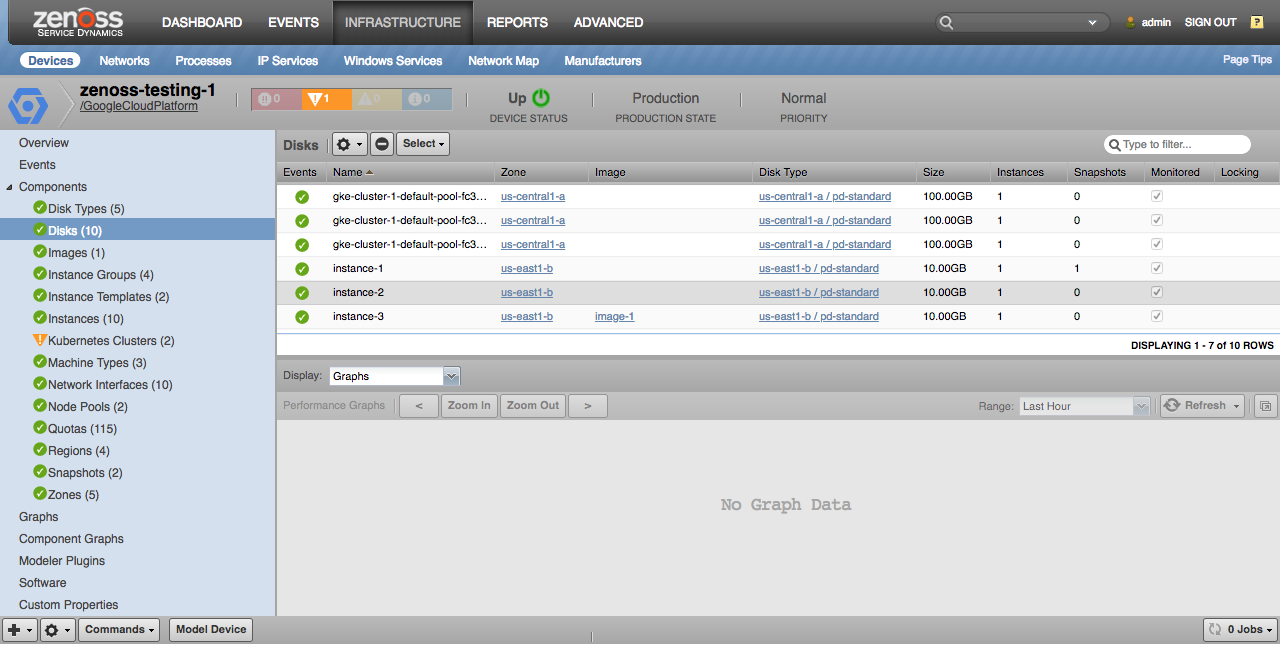 zenoss
SERVICE DYNAMICS
DASHBOARD EVENTS INFRASTRUCTURE REPORTS ADVANCED admin SIGN OUT ?
Devices Networks Processes IP Services Windows Services Network Map Manufacturers Page Tips
zenoss-testing-1
/GoogleCloudPlatform
0 1 0 0
Up
DEVICE STATUS
Production
PRODUCTION STATE
Normal
PRIORITY
Overview
Events
Components
Disk Types (5)
Disks (10)
Images (1)
Instance Groups (4)
Instance Templates (2)
Instances (10)
Kubernetes Clusters (2)
Machine Types (3)
Network Interfaces (10)
Node Pools (2)
Quotas (115)
Regions (4)
Snapshots (2)
Zones (5)
Graphs
Component Graphs
Modeler Plugins
Software
Custom Properties
Disks Select Type to filter...
Events Name Zone Image Disk Type Size Instances Snapshots Monitored Locking
gke-cluster-1-default-pool-fc3... us-central1-a us-central1-a / pd-standard 100.00GB 1 0
gke-cluster-1-default-pool-fc3... us-central1-a us-central1-a / pd-standard 100.00GB 1 0
gke-cluster-1-default-pool-fc3... us-central1-a us-central1-a / pd-standard 100.00GB 1 0
instance-1 us-east1-b us-east1-b / pd-standard 10.00GB 1 1
instance-2 us-east1-b us-east1-b / pd-standard 10.00GB 1 0
instance-3 us-east1-b image-1 us-east1-b / pd-standard 10.00GB 1 0
DISPLAYING 1 - 7 of 10 ROWS
Display: Graphs
Performance Graphs < Zoom In Zoom Out > Range: Last Hour Refresh
No Graph Data
Commands Model Device 0 Jobs